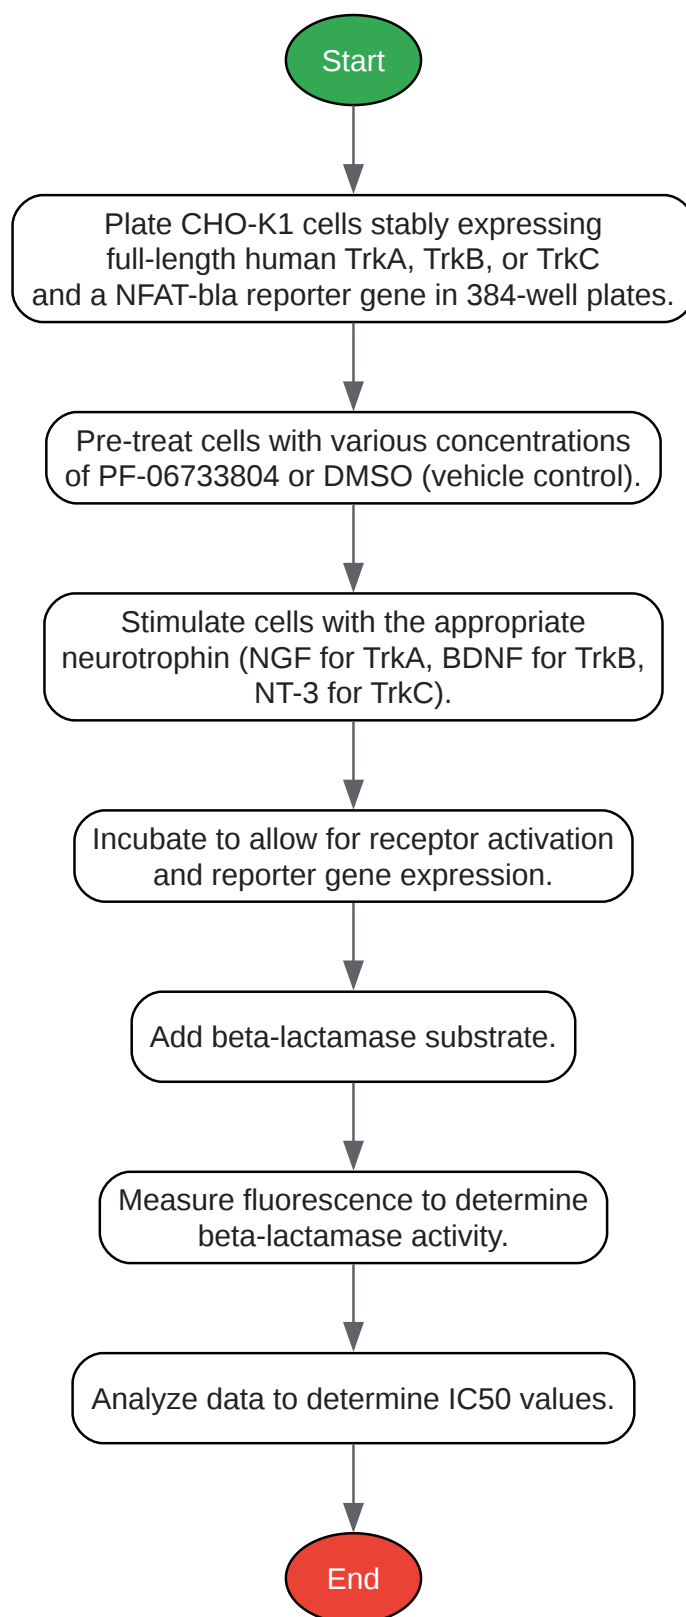 Start
Plate CHO-K1 cells stably expressing
full-length human TrkA, TrkB, or TrkC
and a NFAT-bla reporter gene in 384-well plates.
Pre-treat cells with various concentrations
of PF-06733804 or DMSO (vehicle control).
Stimulate cells with the appropriate
neurotrophin (NGF for TrkA, BDNF for TrkB,
NT-3 for TrkC).
Incubate to allow for receptor activation
and reporter gene expression.
Add beta-lactamase substrate.
Measure fluorescence to determine
beta-lactamase activity.
Analyze data to determine IC50 values.
End